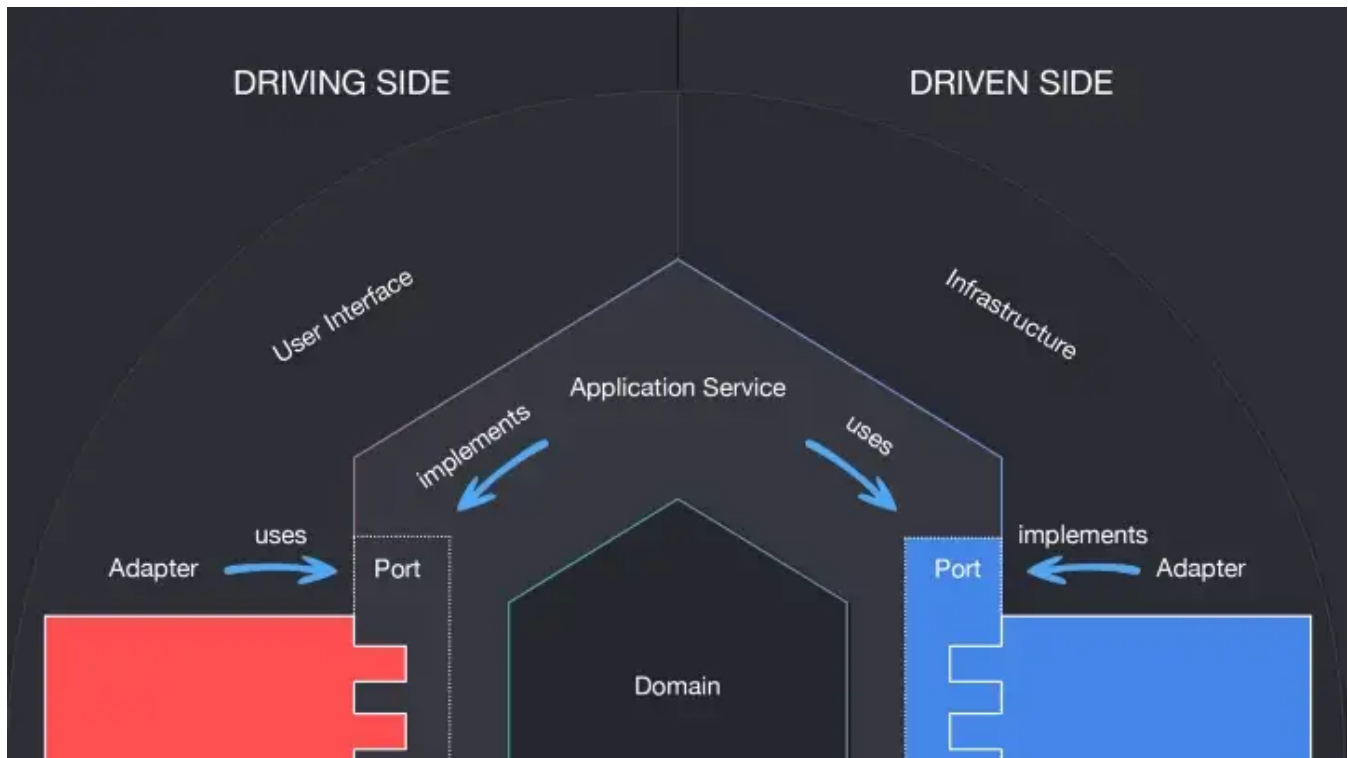 DRIVING SIDE
DRIVEN SIDE
User Interface
Infrastructure
Application Service
implements
uses
uses
implements
Adapter
Port
Port
Adapter
Domain